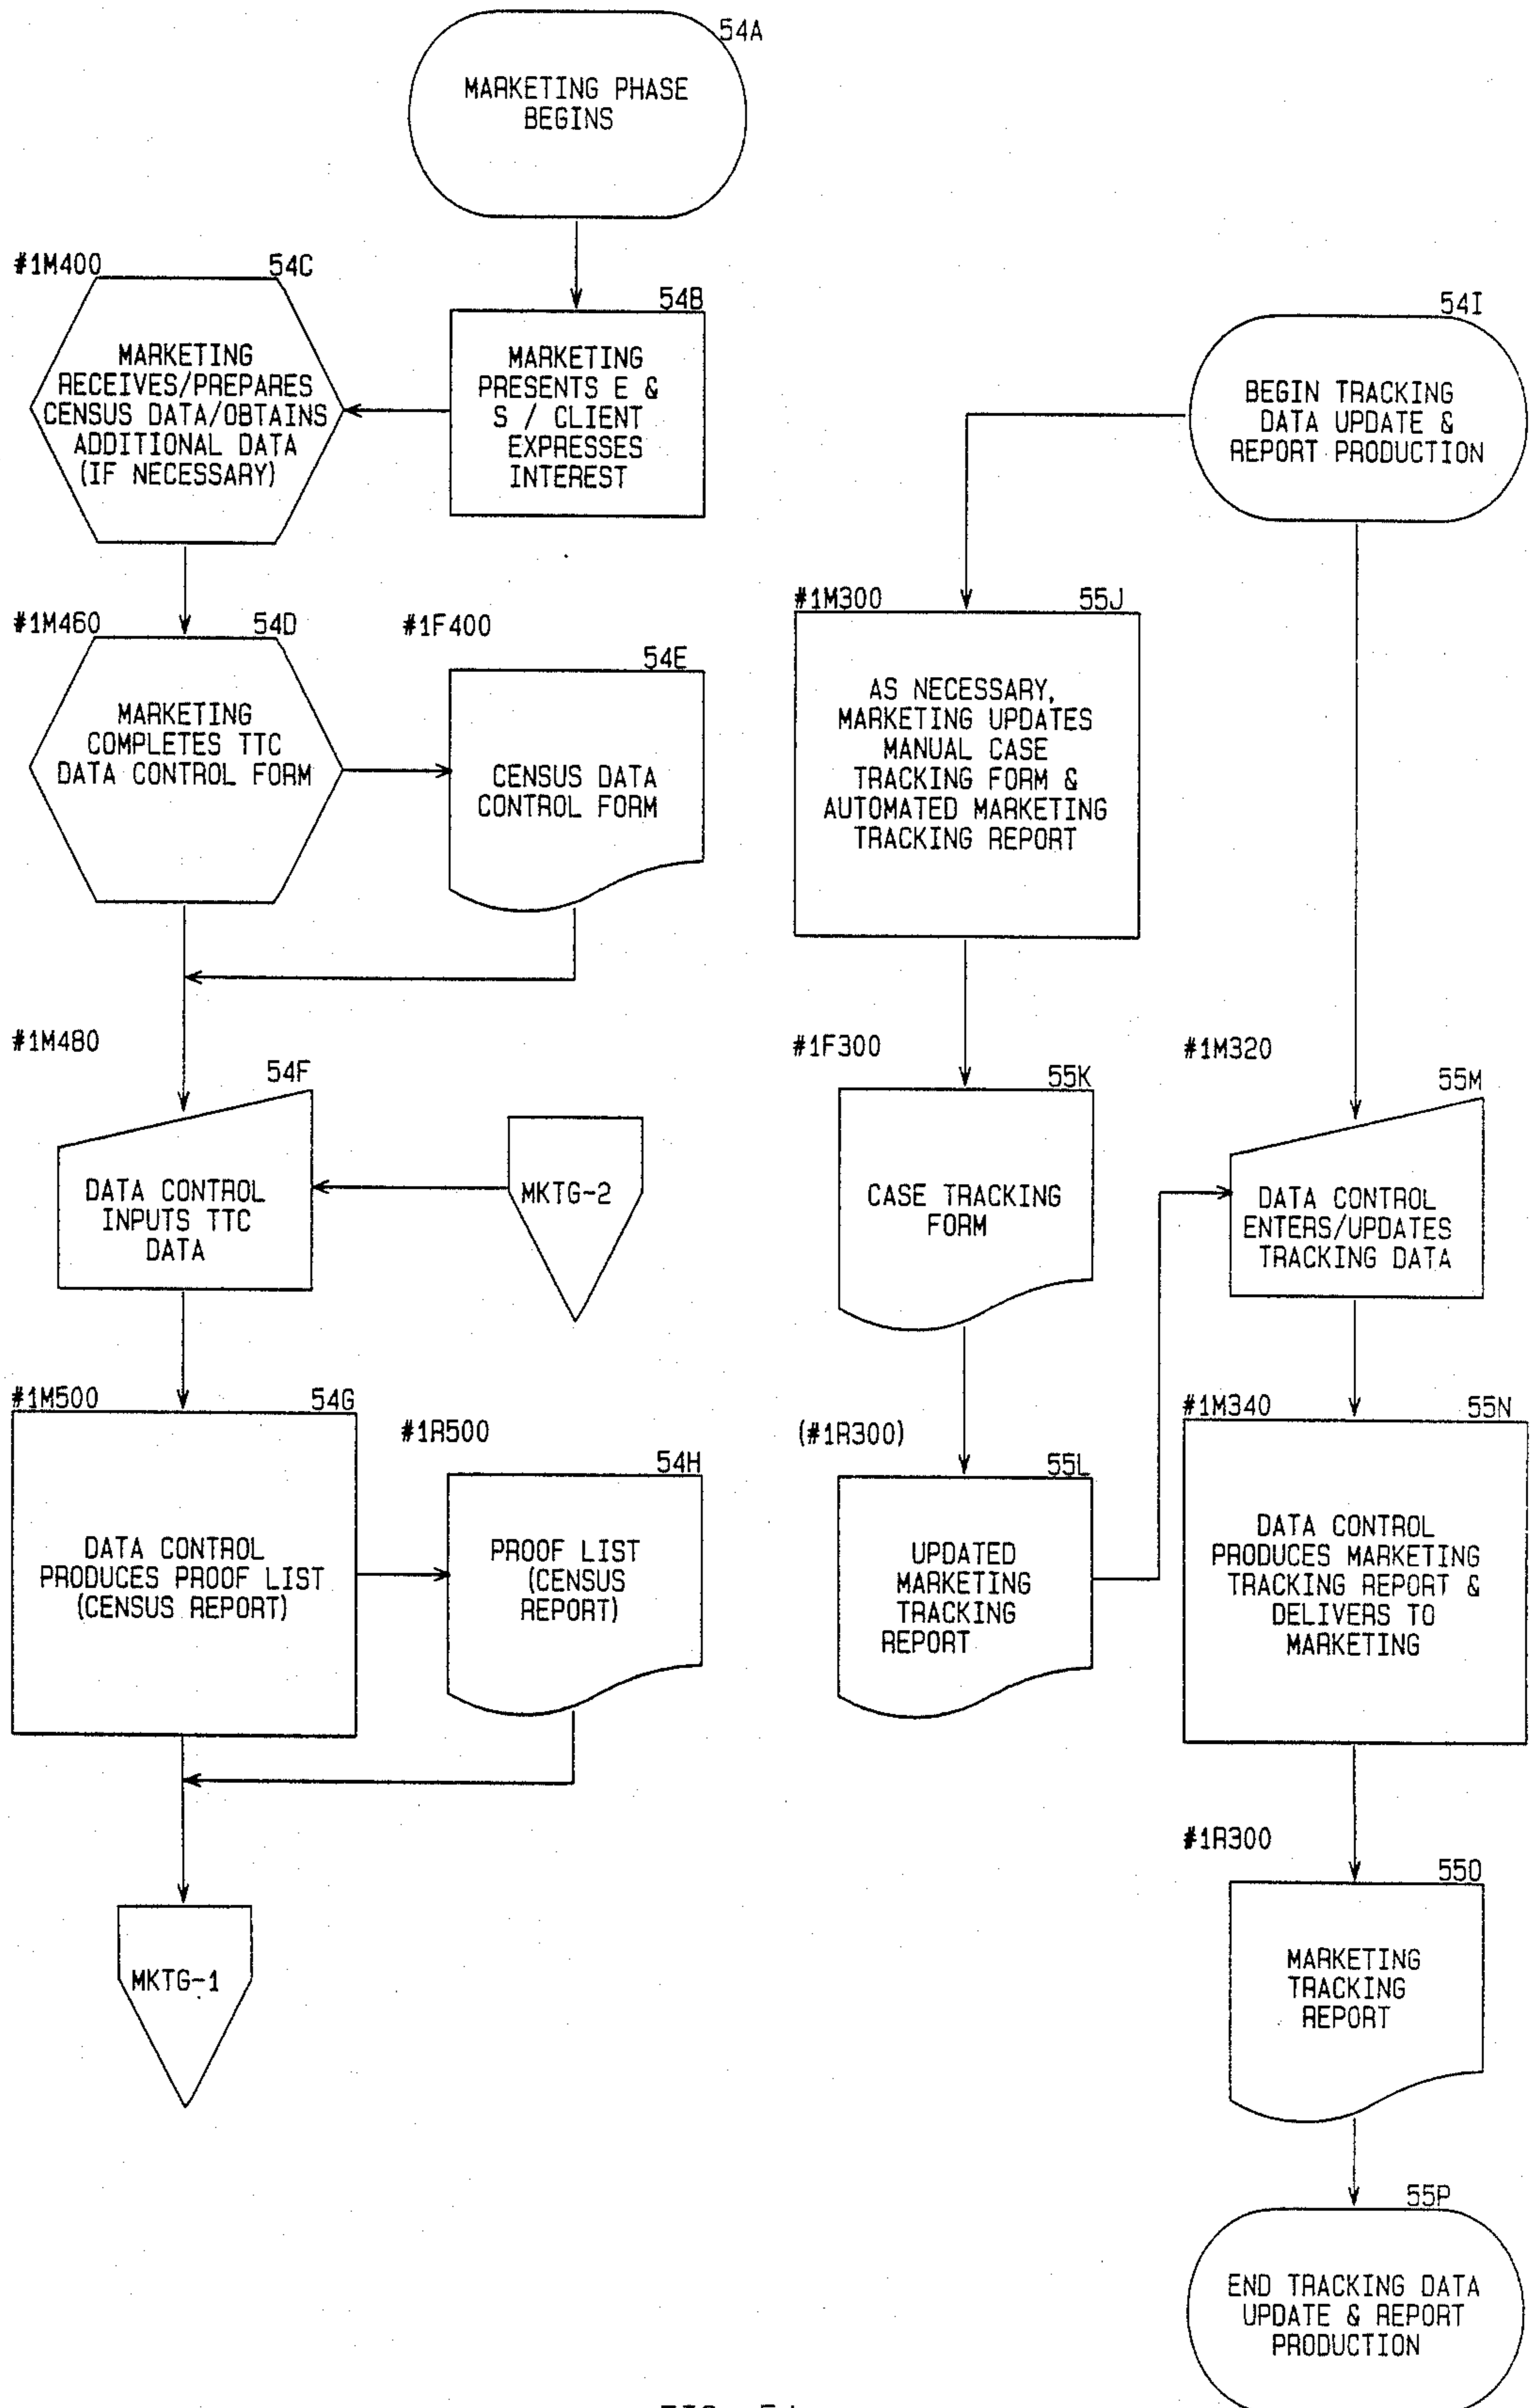 54A
MARKETING PHASE
BEGINS
#1M400
54C
MARKETING
RECEIVES/PREPARES
CENSUS DATA/OBTAINS
ADDITIONAL DATA
(IF NECESSARY)
54B
MARKETING
PRESENTS E &
S / CLIENT
EXPRESSES
INTEREST
#1M460
54D
MARKETING
COMPLETES TTC
DATA CONTROL FORM
#1F400
54E
CENSUS DATA
CONTROL FORM
#1M480
54F
DATA CONTROL
INPUTS TTC
DATA
MKTG-2
#1M500
54G
DATA CONTROL
PRODUCES PROOF LIST
(CENSUS REPORT)
#1R500
54H
PROOF LIST
(CENSUS
REPORT)
MKTG-1
54I
BEGIN TRACKING
DATA UPDATE &
REPORT PRODUCTION
#1M300
55J
AS NECESSARY,
MARKETING UPDATES
MANUAL CASE
TRACKING FORM &
AUTOMATED MARKETING
TRACKING REPORT
#1F300
55K
CASE TRACKING
FORM
(#1R300)
55L
UPDATED
MARKETING
TRACKING
REPORT
#1M320
55M
DATA CONTROL
ENTERS/UPDATES
TRACKING DATA
#1M340
55N
DATA CONTROL
PRODUCES MARKETING
TRACKING REPORT &
DELIVERS TO
MARKETING
#1R300
55O
MARKETING
TRACKING
REPORT
55P
END TRACKING DATA
UPDATE & REPORT
PRODUCTION